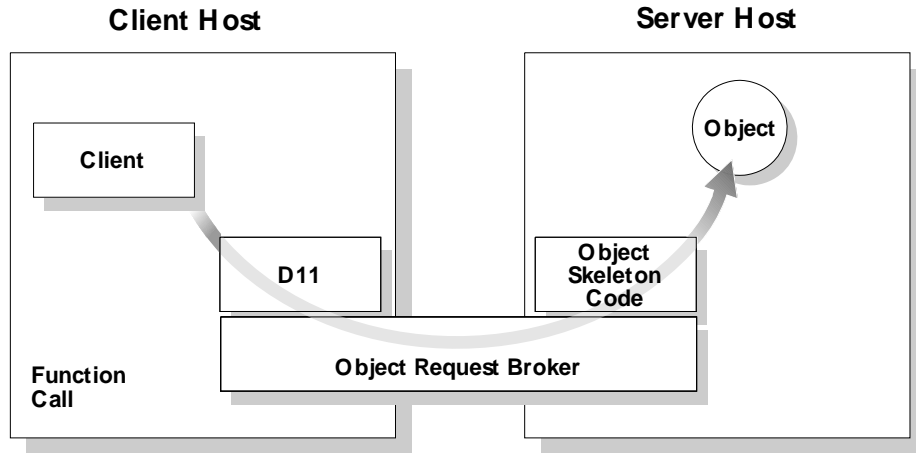 Client Host
Server Host
Client
Object
D11
Object
Skeleton
Code
Object Request Broker
Function
Call